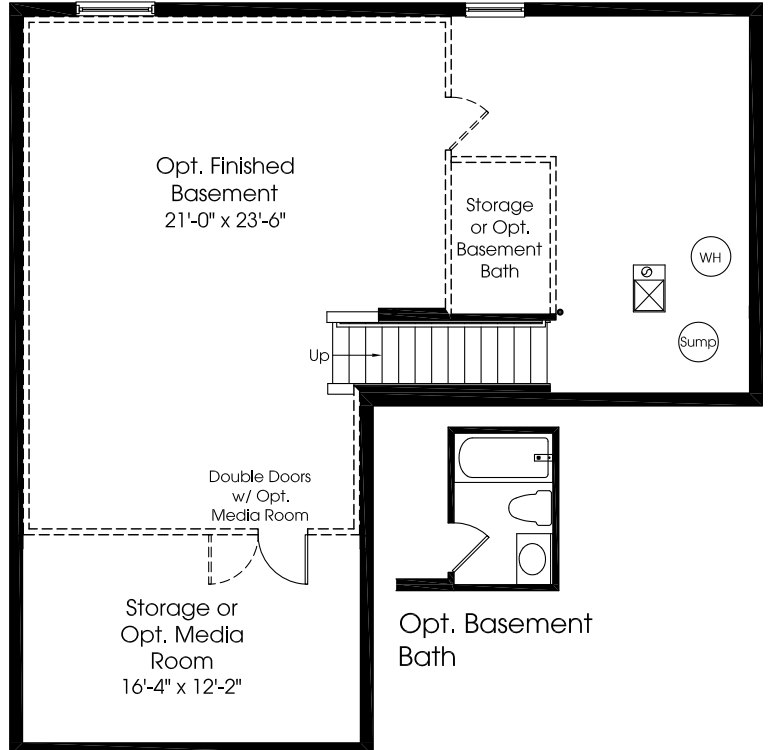 Opt. Finished
Basement
21'-0" x 23'-6"
Storage
or Opt.
Basement
Bath
WH
Sump
Up
Double Doors
w/ Opt.
Media Room
Storage or
Opt. Media
Room
16'-4" x 12'-2"
Opt. Basement
Bath